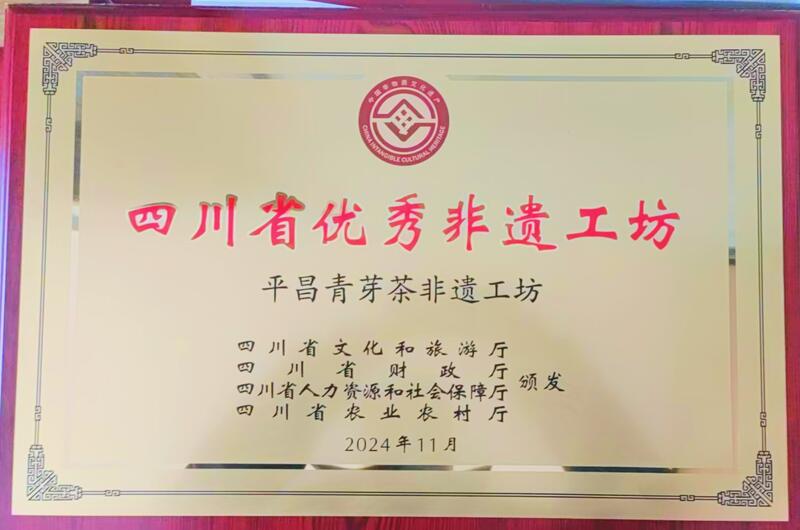 中国非物质文化遗产
CHINA INTANGIBLE CULTURAL HERITAGE
四川省优秀非遗工坊
平昌青芽茶非遗工坊
四川省文化和旅游厅
四川省财政厅
四川省人力资源和社会保障厅 颁发
四川省农业农村厅
2024年11月